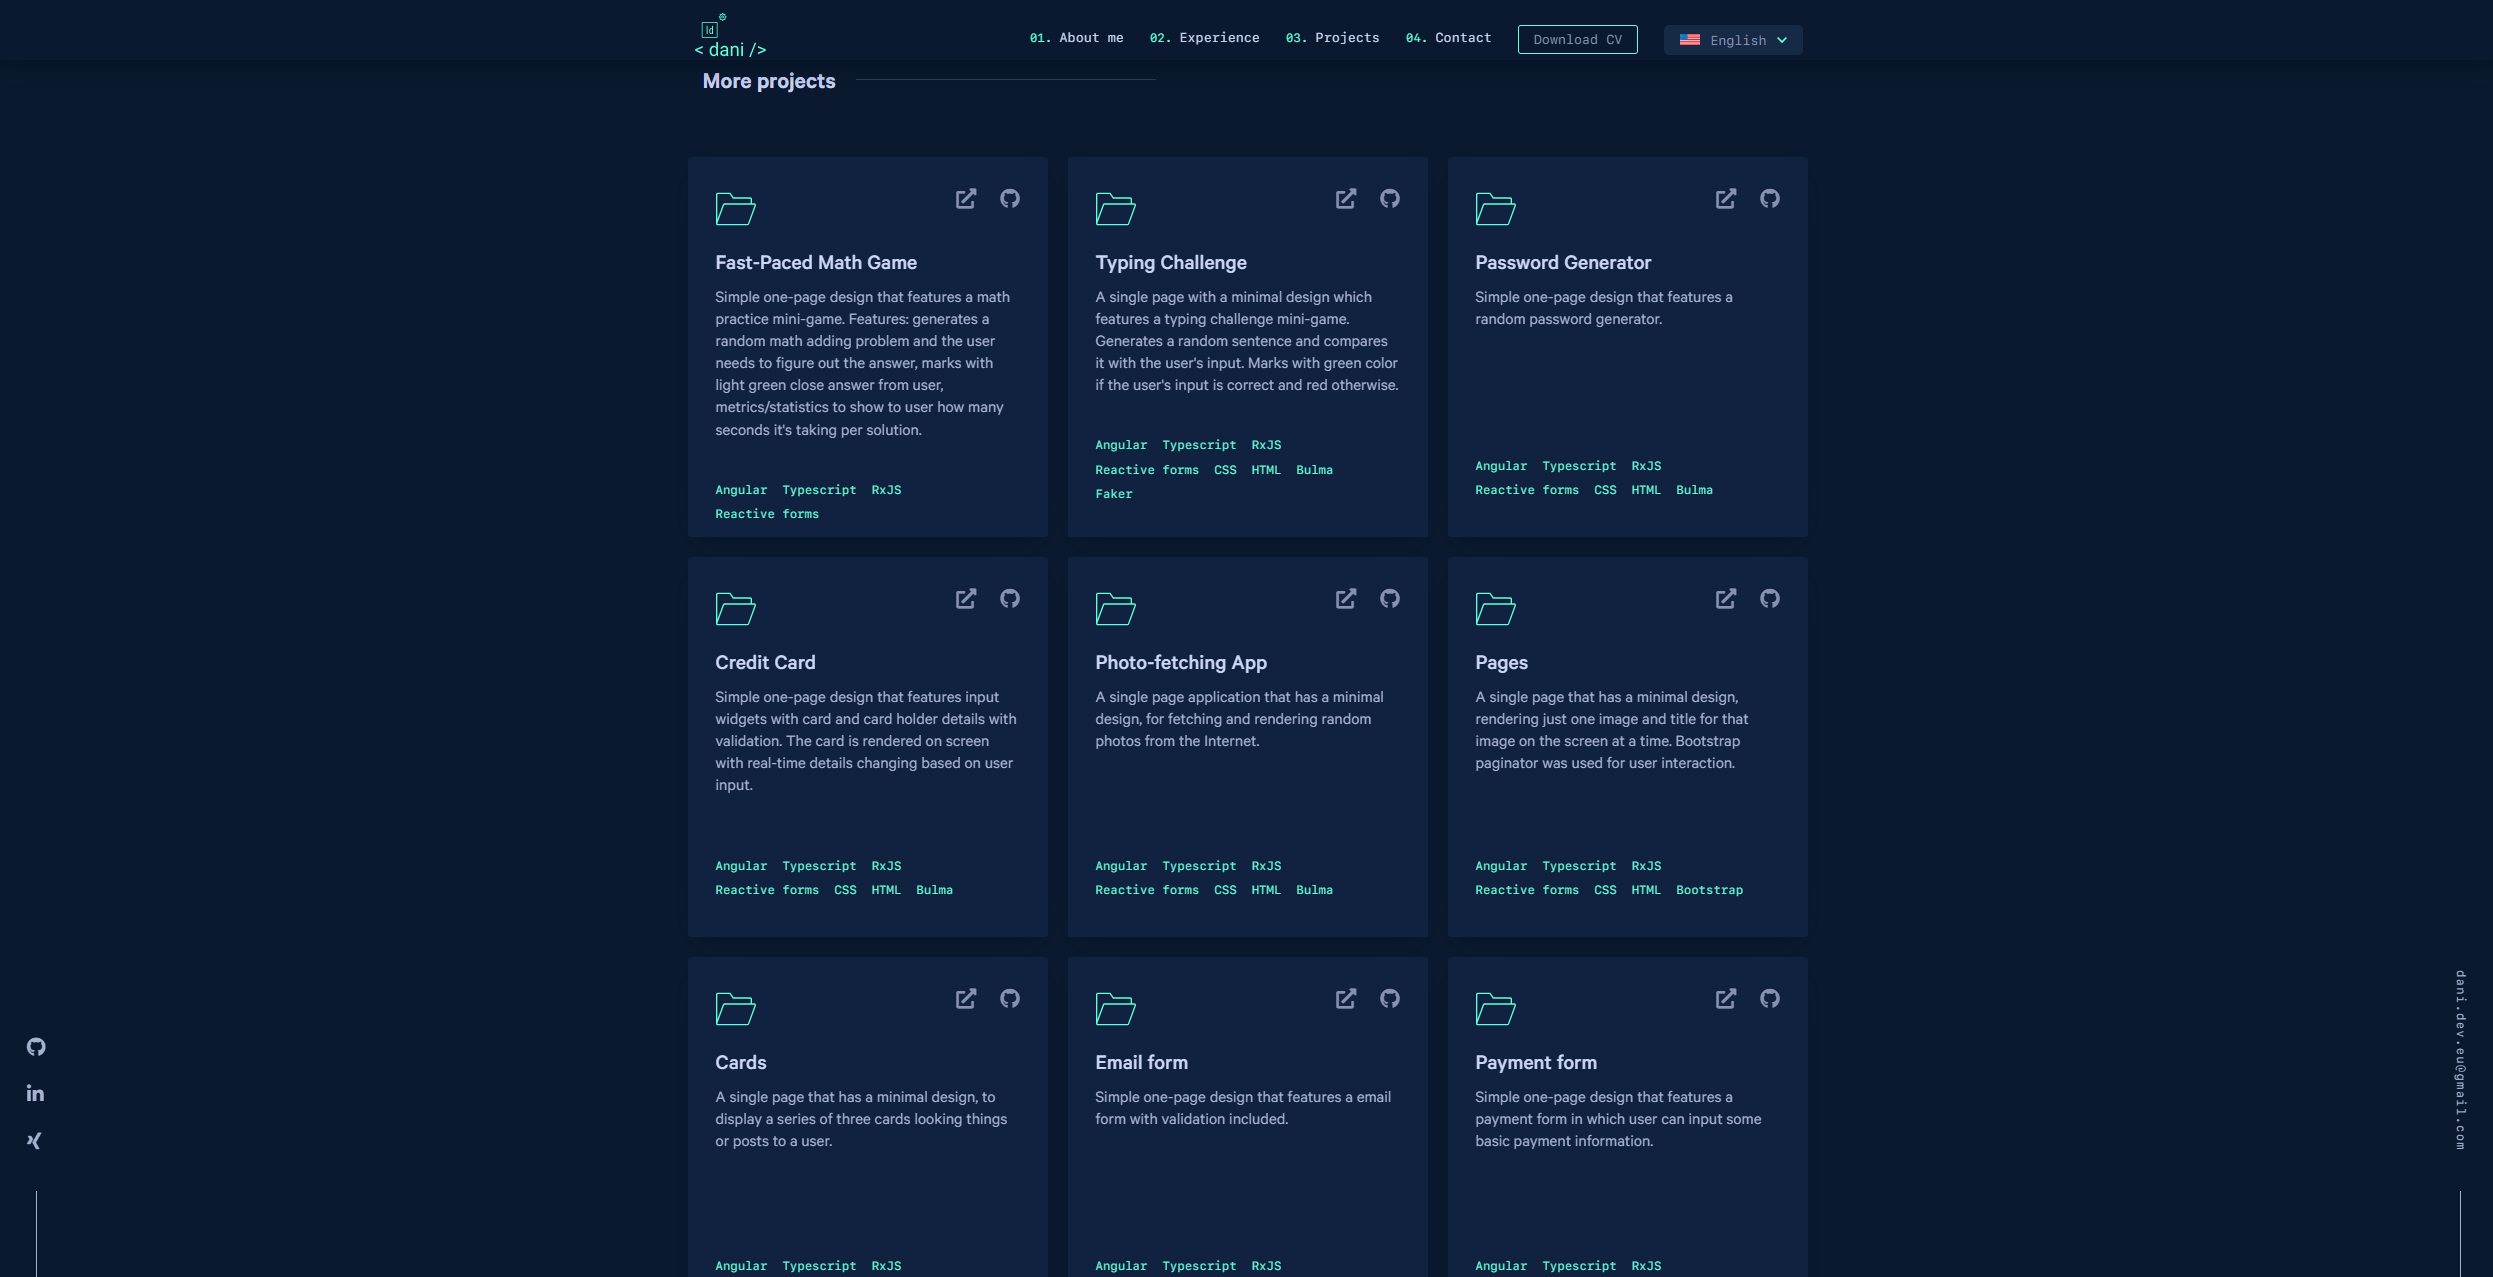 Id
< dani />
01. About me 02. Experience 03. Projects 04. Contact Download CV English
More projects
Fast-Paced Math Game
Simple one-page design that features a math
practice mini-game. Features: generates a
random math adding problem and the user
needs to figure out the answer, marks with
light green close answer from user,
metrics/statistics to show to user how many
seconds it's taking per solution.
Angular Typescript RxJS
Reactive forms
Typing Challenge
A single page with a minimal design which
features a typing challenge mini-game.
Generates a random sentence and compares
it with the user's input. Marks with green color
if the user's input is correct and red otherwise.
Angular Typescript RxJS
Reactive forms CSS HTML Bulma
Faker
Password Generator
Simple one-page design that features a
random password generator.
Angular Typescript RxJS
Reactive forms CSS HTML Bulma
Credit Card
Simple one-page design that features input
widgets with card and card holder details with
validation. The card is rendered on screen
with real-time details changing based on user
input.
Angular Typescript RxJS
Reactive forms CSS HTML Bulma
Photo-fetching App
A single page application that has a minimal
design, for fetching and rendering random
photos from the Internet.
Angular Typescript RxJS
Reactive forms CSS HTML Bulma
Pages
A single page that has a minimal design,
rendering just one image and title for that
image on the screen at a time. Bootstrap
paginator was used for user interaction.
Angular Typescript RxJS
Reactive forms CSS HTML Bootstrap
Cards
A single page that has a minimal design, to
display a series of three cards looking things
or posts to a user.
Angular Typescript RxJS
Email form
Simple one-page design that features a email
form with validation included.
Angular Typescript RxJS
Payment form
Simple one-page design that features a
payment form in which user can input some
basic payment information.
Angular Typescript RxJS
in
dani.dev.eu@gmail.com